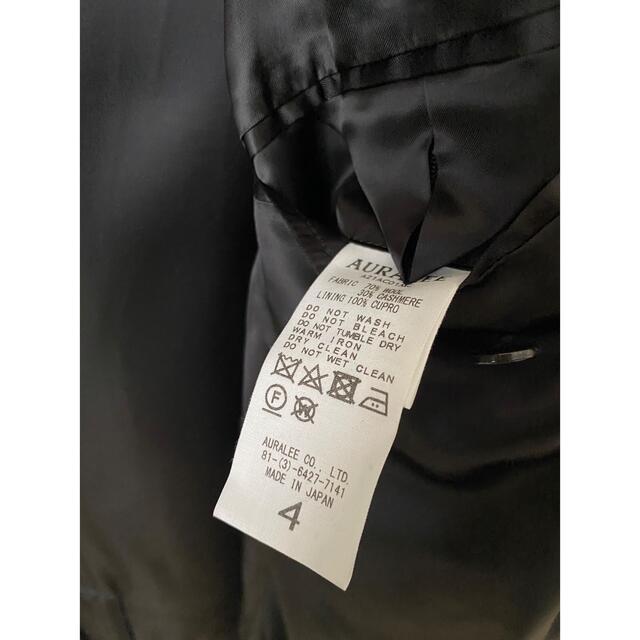 AURALEE
FABRIC 70% WOOL
30% CASHMERE
LINING 100% CUPRO
DO NOT WASH
DO NOT BLEACH
DO NOT TUMBLE DRY
WARM IRON
DRY CLEAN
DO NOT WET CLEAN
F W
AURALEE CO., LTD.
81-(3)-6427-7141
MADE IN JAPAN
4